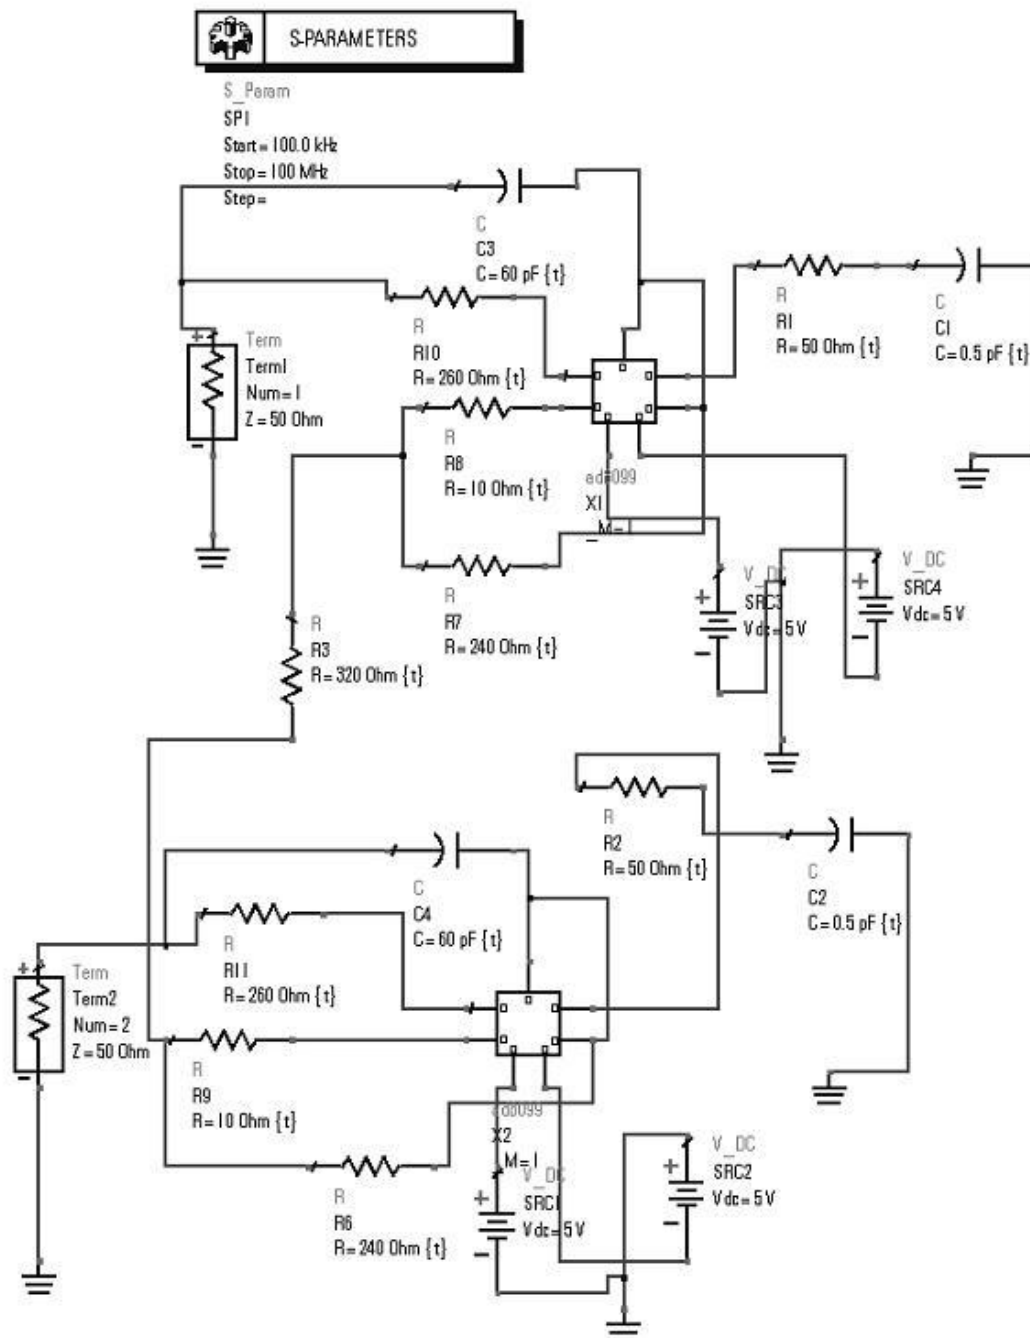 S-PARAMETERS
S_Param
SP1
Start=100.0 kHz
Stop=100 MHz
Step=
C
C3
C=60 pF {t}
R
R10
R=260 Ohm {t}
R
R1
R=50 Ohm {t}
C
C1
C=0.5 pF {t}
+
Term
Term1
Num=1
Z=50 Ohm
-
R
R8
R=10 Ohm {t}
X1
_M=1
R
R7
R=240 Ohm {t}
+
V_DC
SRC3
Vdc=5 V
-
+
V_DC
SRC4
Vdc=5 V
-
R
R3
R=320 Ohm {t}
R
R2
R=50 Ohm {t}
C
C2
C=0.5 pF {t}
C
C4
C=60 pF {t}
R
R11
R=260 Ohm {t}
+
Term
Term2
Num=2
Z=50 Ohm
-
R
R9
R=10 Ohm {t}
X2
_M=1
R
R6
R=240 Ohm {t}
+
V_DC
SRC1
Vdc=5 V
-
+
V_DC
SRC2
Vdc=5 V
-